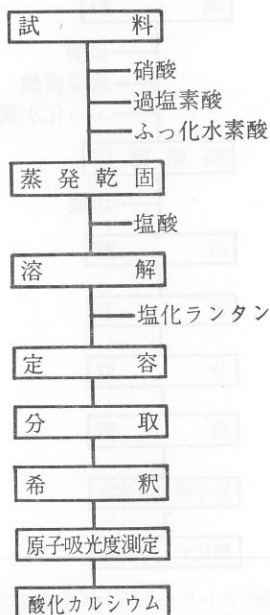 試料
硝酸
過塩素酸
ふっ化水素酸
蒸発乾固
塩酸
溶解
塩化ランタン
定容
分取
希釈
原子吸光度測定
酸化カルシウム